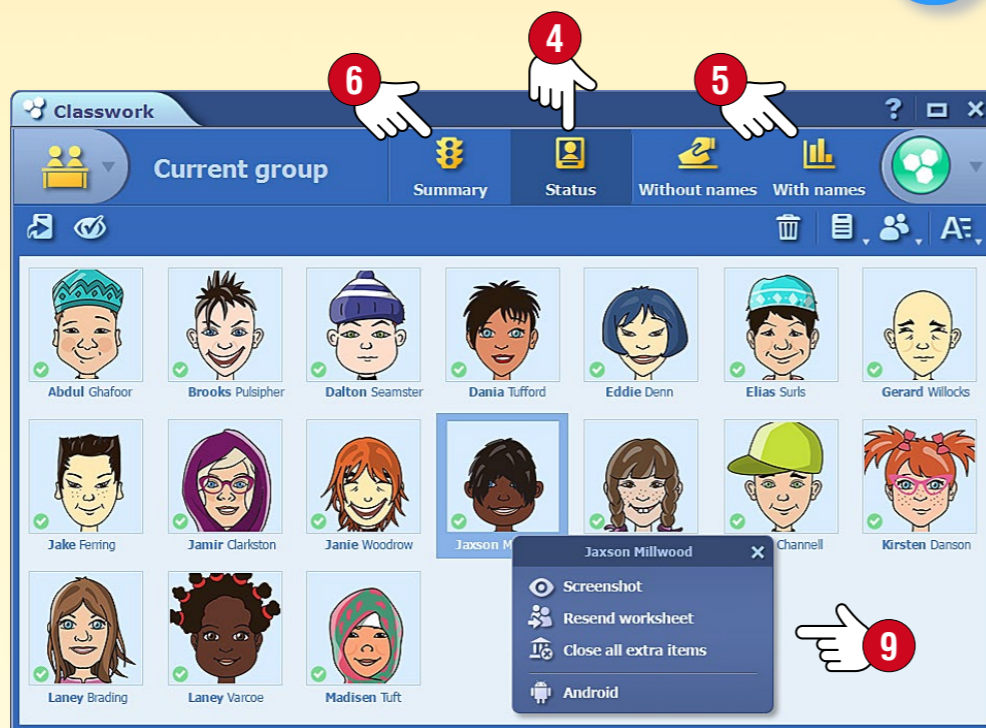 4
6
5
Classwork
?
Current group
Summary
Status
Without names
With names
A
Abdul Ghafoor
Brooks Pulsipher
Dalton Seamster
Dania Tufford
Eddie Denn
Elias Surls
Gerard Willocks
Jake Ferring
Jamir Clarkston
Janie Woodrow
Jaxson M
Channell
Kirsten Danson
Jaxson Millwood
Screenshot
Resend worksheet
Close all extra items
Android
9
Laney Brading
Laney Varcoe
Madisen Tuft